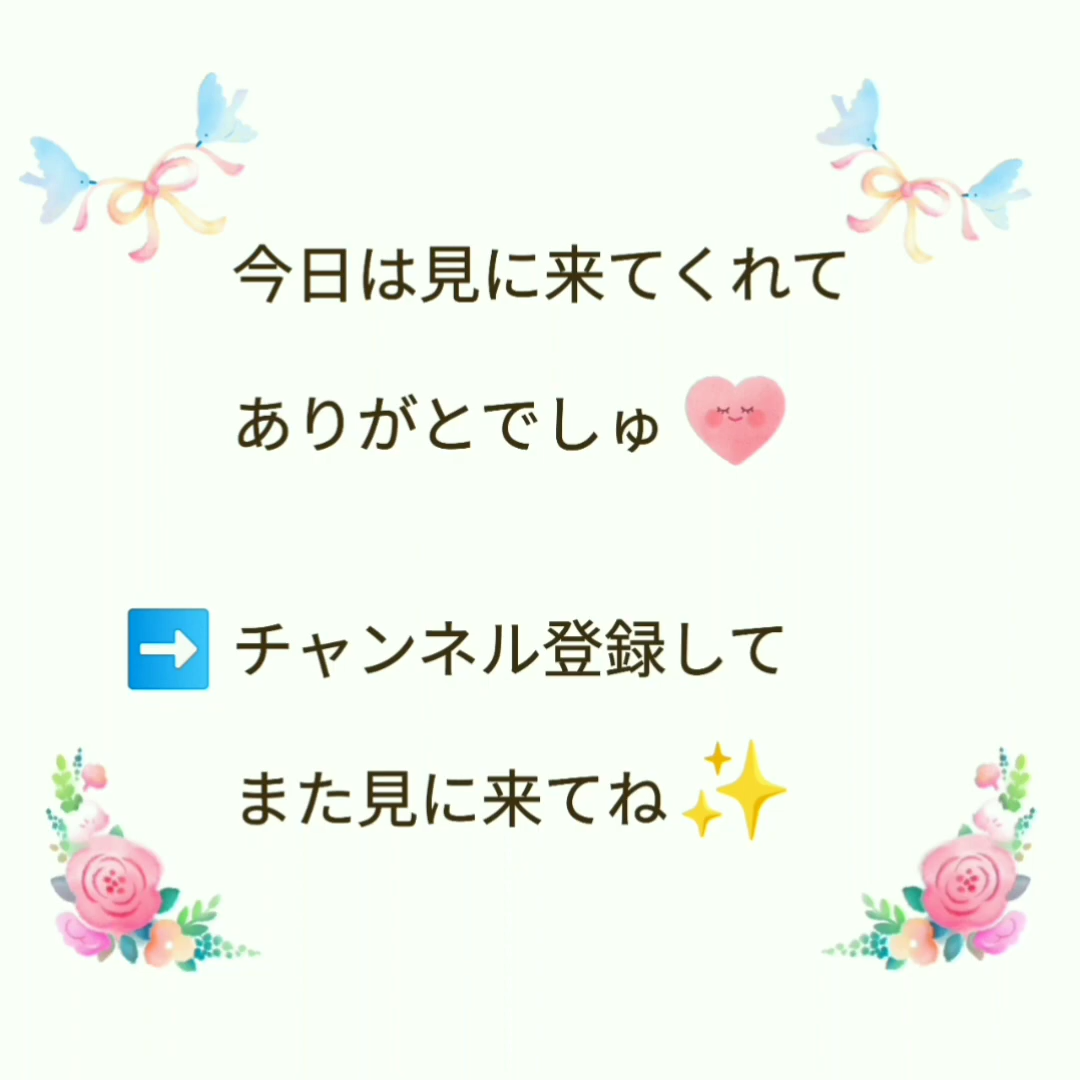 今日は見に来てくれて
ありがとでしゅ
➡チャンネル登録して
また見に来てね✨